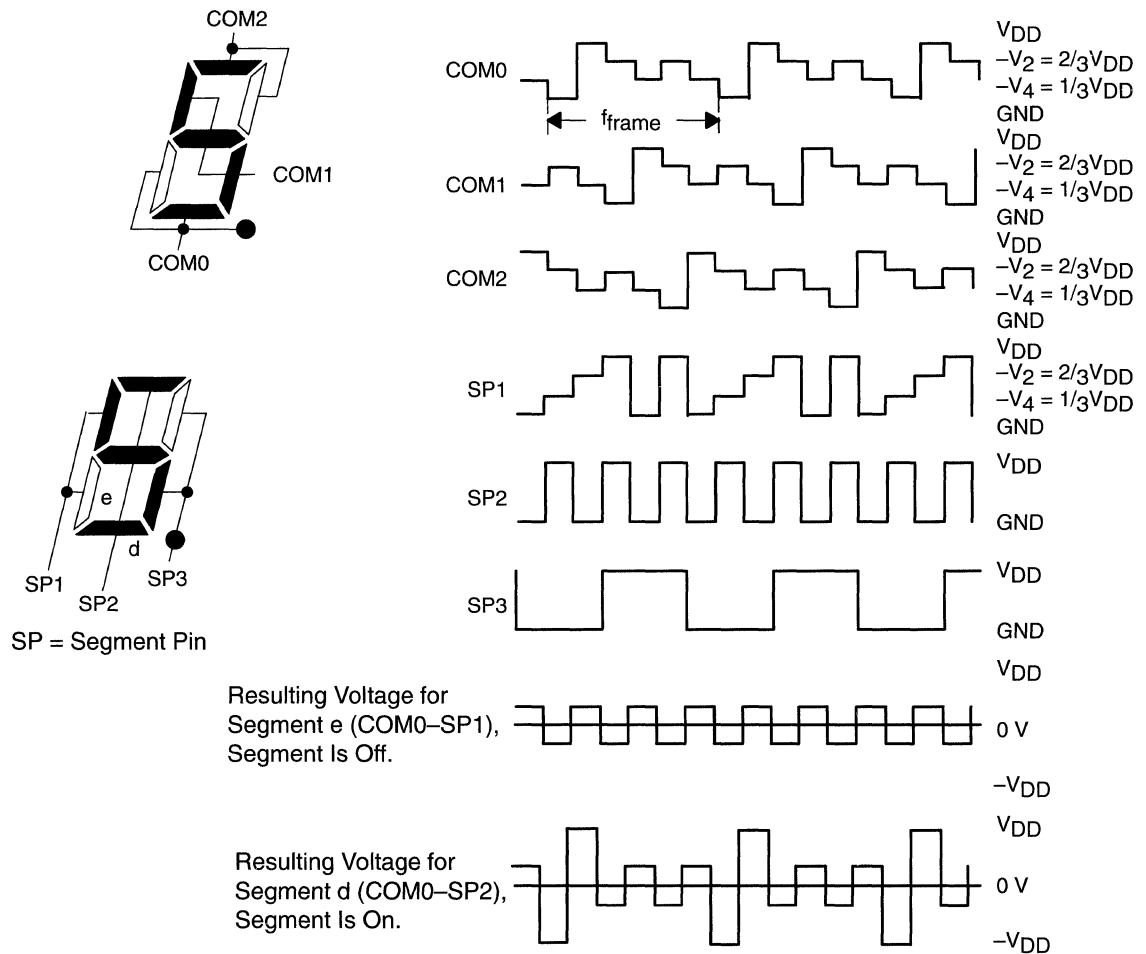 COM2
COM1
COM0
e
d
SP1
SP2
SP3
SP = Segment Pin
COM0
fframe
VDD
–V2 = 2/3VDD
–V4 = 1/3VDD
GND
COM1
VDD
–V2 = 2/3VDD
–V4 = 1/3VDD
GND
COM2
VDD
–V2 = 2/3VDD
–V4 = 1/3VDD
GND
SP1
VDD
–V2 = 2/3VDD
–V4 = 1/3VDD
GND
SP2
VDD
GND
SP3
VDD
GND
Resulting Voltage for
Segment e (COM0–SP1),
Segment Is Off.
VDD
0 V
–VDD
Resulting Voltage for
Segment d (COM0–SP2),
Segment Is On.
VDD
0 V
–VDD